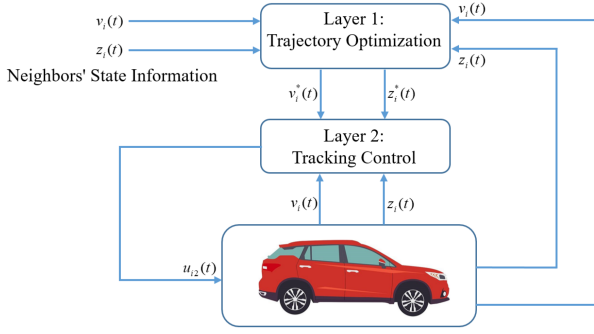 v_i(t)
z_i(t)
Neighbors' State Information
Layer 1:
Trajectory Optimization
v_i(t)
z_i(t)
v_i^*(t)
z_i^*(t)
Layer 2:
Tracking Control
v_i(t)
z_i(t)
u_{i2}(t)